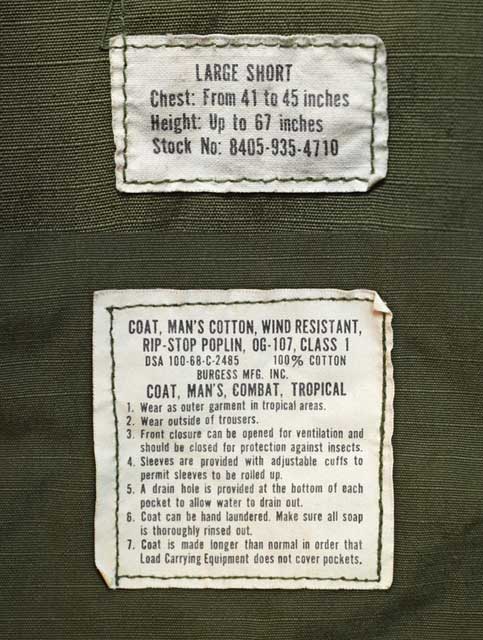 LARGE SHORT
Chest: From 41 to 45 inches
Height: Up to 67 inches
Stock No: 8405-935-4710
COAT, MAN'S COTTON, WIND RESISTANT,
RIP-STOP POPLIN, OG-107, CLASS 1
DSA 100-68-C-2485 100% COTTON
BURGESS MFG. INC.
COAT, MAN'S, COMBAT, TROPICAL
1. Wear as outer garment in tropical areas.
2. Wear outside of trousers.
3. Front closure can be opened for ventilation and
should be closed for protection against insects.
4. Sleeves are provided with adjustable cuffs to
permit sleeves to be rolled up.
5. A drain hole is provided at the bottom of each
pocket to allow water to drain out.
6. Coat can be hand laundered. Make sure all soap
is thoroughly rinsed out.
7. Coat is made longer than normal in order that
Load Carrying Equipment does not cover pockets.